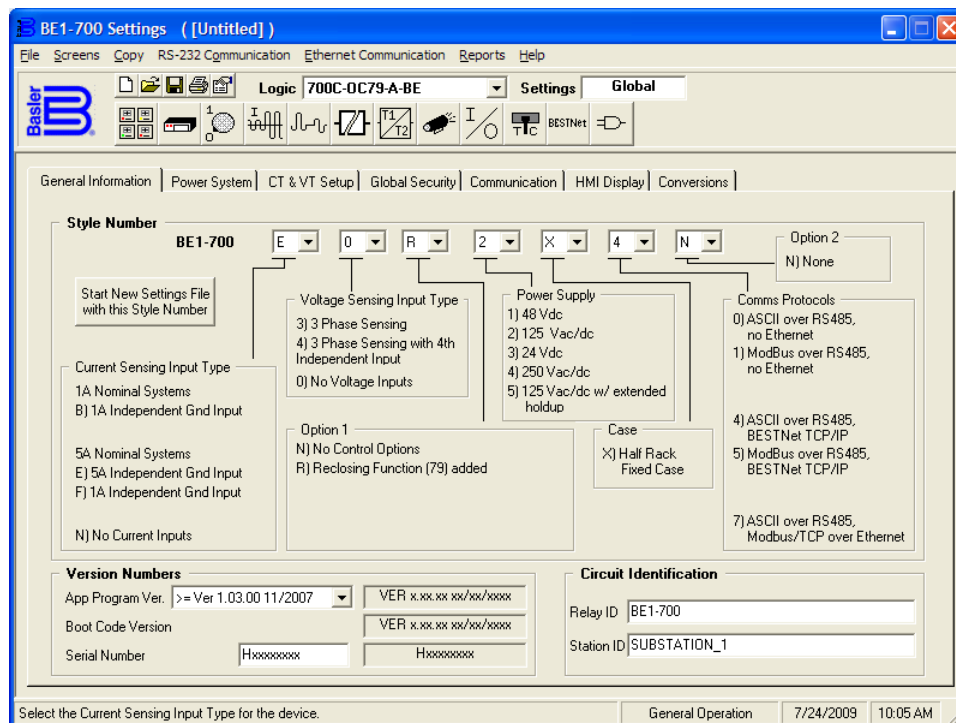 BE1-700 Settings ( [Untitled] )
File Screens Copy RS-232 Communication Ethernet Communication Reports Help
Basler
Logic 700C-OC79-A-BE Settings Global
1 0 I T1 T2 I O TTC BESTNet
General Information Power System CT & VT Setup Global Security Communication HMI Display Conversions
Style Number
BE1-700 E 0 R 2 X 4 N
Option 2
N) None
Start New Settings File
with this Style Number
Voltage Sensing Input Type
3) 3 Phase Sensing
4) 3 Phase Sensing with 4th
Independent Input
0) No Voltage Inputs
Power Supply
1) 48 Vdc
2) 125 Vac/dc
3) 24 Vdc
4) 250 Vac/dc
5) 125 Vac/dc w/ extended
holdup
Comms Protocols
0) ASCII over RS485,
no Ethernet
1) ModBus over RS485,
no Ethernet
4) ASCII over RS485,
BESTNet TCP/IP
5) ModBus over RS485,
BESTNet TCP/IP
7) ASCII over RS485,
Modbus/TCP over Ethernet
Current Sensing Input Type
1A Nominal Systems
B) 1A Independent Gnd Input
5A Nominal Systems
E) 5A Independent Gnd Input
F) 1A Independent Gnd Input
N) No Current Inputs
Option 1
N) No Control Options
R) Reclosing Function (79) added
Case
X) Half Rack
Fixed Case
Version Numbers
App Program Ver. >= Ver 1.03.00 11/2007 VER x.xx.xx xx/xx/xxxx
Boot Code Version VER x.xx.xx xx/xx/xxxx
Serial Number Hxxxxxxxx Hxxxxxxxx
Circuit Identification
Relay ID BE1-700
Station ID SUBSTATION_1
Select the Current Sensing Input Type for the device. General Operation 7/24/2009 10:05 AM